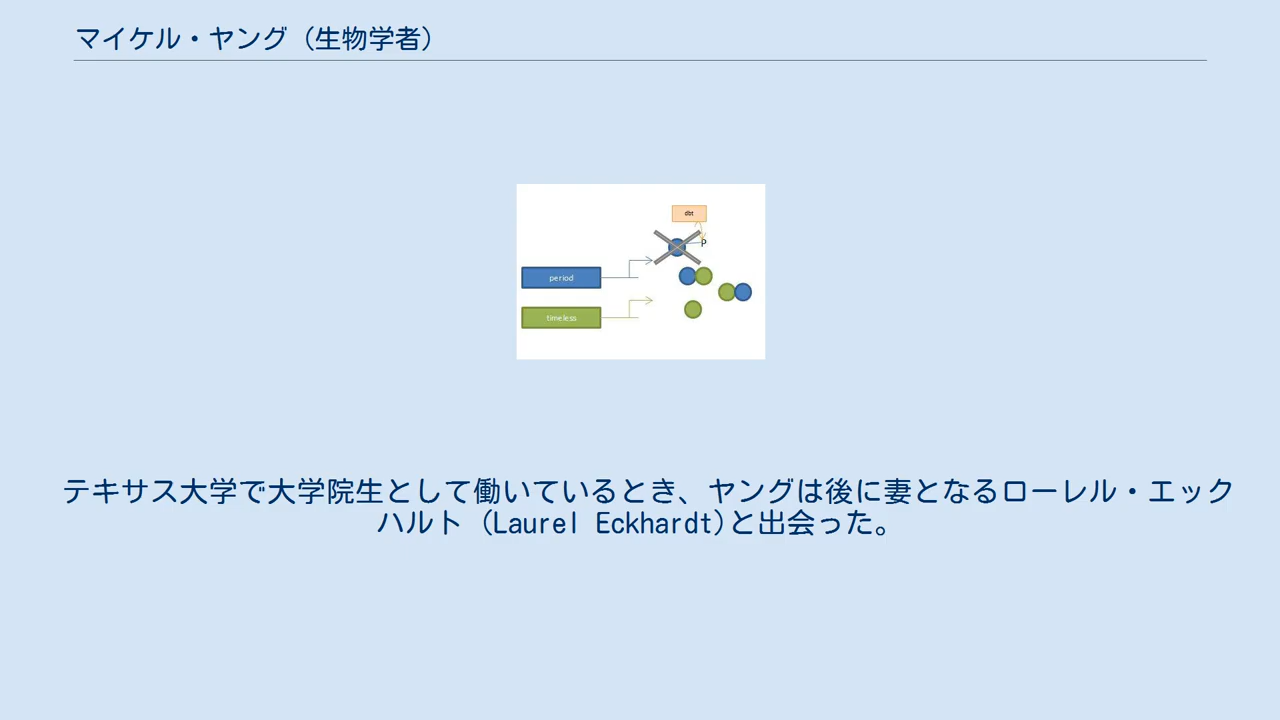 マイケル・ヤング（生物学者）
dbt
P
period
timeless
テキサス大学で大学院生として働いているとき、ヤングは後に妻となるローレル・エック
ハルト（Laurel Eckhardt)と出会った。